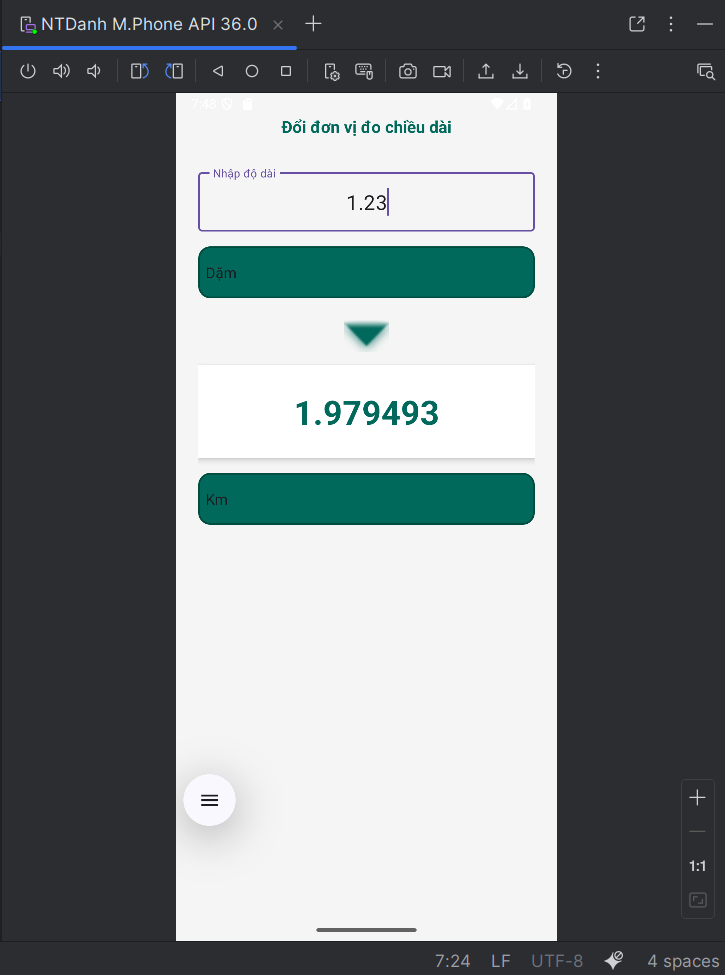 NTDanh M.Phone API 36.0
7:48
Đổi đơn vị đo chiều dài
Nhập độ dài
1.23
Dặm
1.979493
Km
1:1
7:24 LF UTF-8 4 spaces